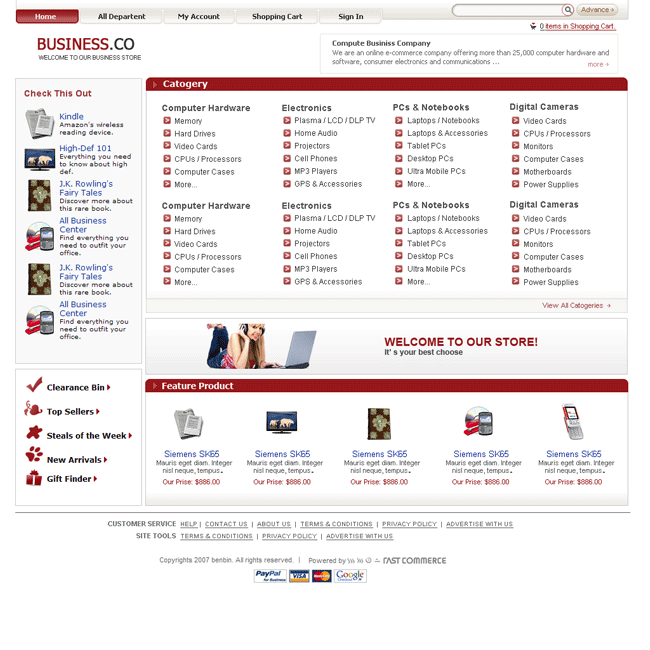 Home
All Departent
My Account
Shopping Cart
Sign In
Advance
0 items in Shopping Cart.
BUSINESS.CO
WELCOME TO OUR BUSINESS STORE
Compute Businiss Company
We are an online e-commerce company offering more than 25,000 computer hardware and
software, consumer electronics and communications ...
more
Check This Out
Kindle
Amazon's wireless
reading device.
High-Def 101
Everything you need
to know about high
def.
J.K. Rowling's
Fairy Tales
Discover more about
this rare book.
All Business
Center
Find everything you
need to outfit your
office.
J.K. Rowling's
Fairy Tales
Discover more about
this rare book.
All Business
Center
Find everything you
need to outfit your
office.
Clearance Bin
Top Sellers
Steals of the Week
New Arrivals
Gift Finder
Catogery
Computer Hardware
Memory
Hard Drives
Video Cards
CPUs / Processors
Computer Cases
More...
Electronics
Plasma / LCD / DLP TV
Home Audio
Projectors
Cell Phones
MP3 Players
GPS & Accessories
PCs & Notebooks
Laptops / Notebooks
Laptops & Accessories
Tablet PCs
Desktop PCs
Ultra Mobile PCs
More...
Digital Cameras
Video Cards
CPUs / Processors
Monitors
Computer Cases
Motherboards
Power Supplies
Computer Hardware
Memory
Hard Drives
Video Cards
CPUs / Processors
Computer Cases
More...
Electronics
Plasma / LCD / DLP TV
Home Audio
Projectors
Cell Phones
MP3 Players
GPS & Accessories
PCs & Notebooks
Laptops / Notebooks
Laptops & Accessories
Tablet PCs
Desktop PCs
Ultra Mobile PCs
More...
Digital Cameras
Video Cards
CPUs / Processors
Monitors
Computer Cases
Motherboards
Power Supplies
View All Catogeries
WELCOME TO OUR STORE!
It' s your best choose
Feature Product
Siemens SK65
Mauris eget diam. Integer
nisl neque, tempus.
Our Prise: $886.00
Siemens SK65
Mauris eget diam. Integer
nisl neque, tempus.
Our Prise: $886.00
Siemens SK65
Mauris eget diam. Integer
nisl neque, tempus.
Our Prise: $886.00
Siemens SK65
Mauris eget diam. Integer
nisl neque, tempus.
Our Prise: $886.00
Siemens SK65
Mauris eget diam. Integer
nisl neque, tempus.
Our Prise: $886.00
CUSTOMER SERVICE HELP | CONTACT US | ABOUT US | TERMS & CONDITIONS | PRIVACY POLICY | ADVERTISE WITH US
SITE TOOLS TERMS & CONDITIONS | PRIVACY POLICY | ADVERTISE WITH US
Copyrights 2007 benbin. All rights reserved. | Powered by FAST COMMERCE
PayPal for Business VISA MasterCard Google Checkout